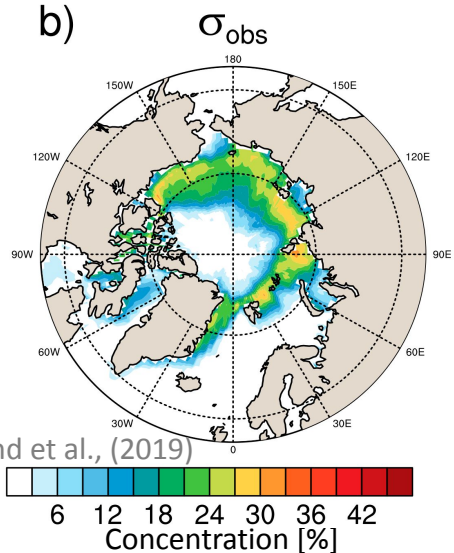 b) σobs
180
150W 150E
120W 120E
90W 90E
60W 60E
30W 30E
0
nd et al., (2019)
6 12 18 24 30 36 42
Concentration [%]